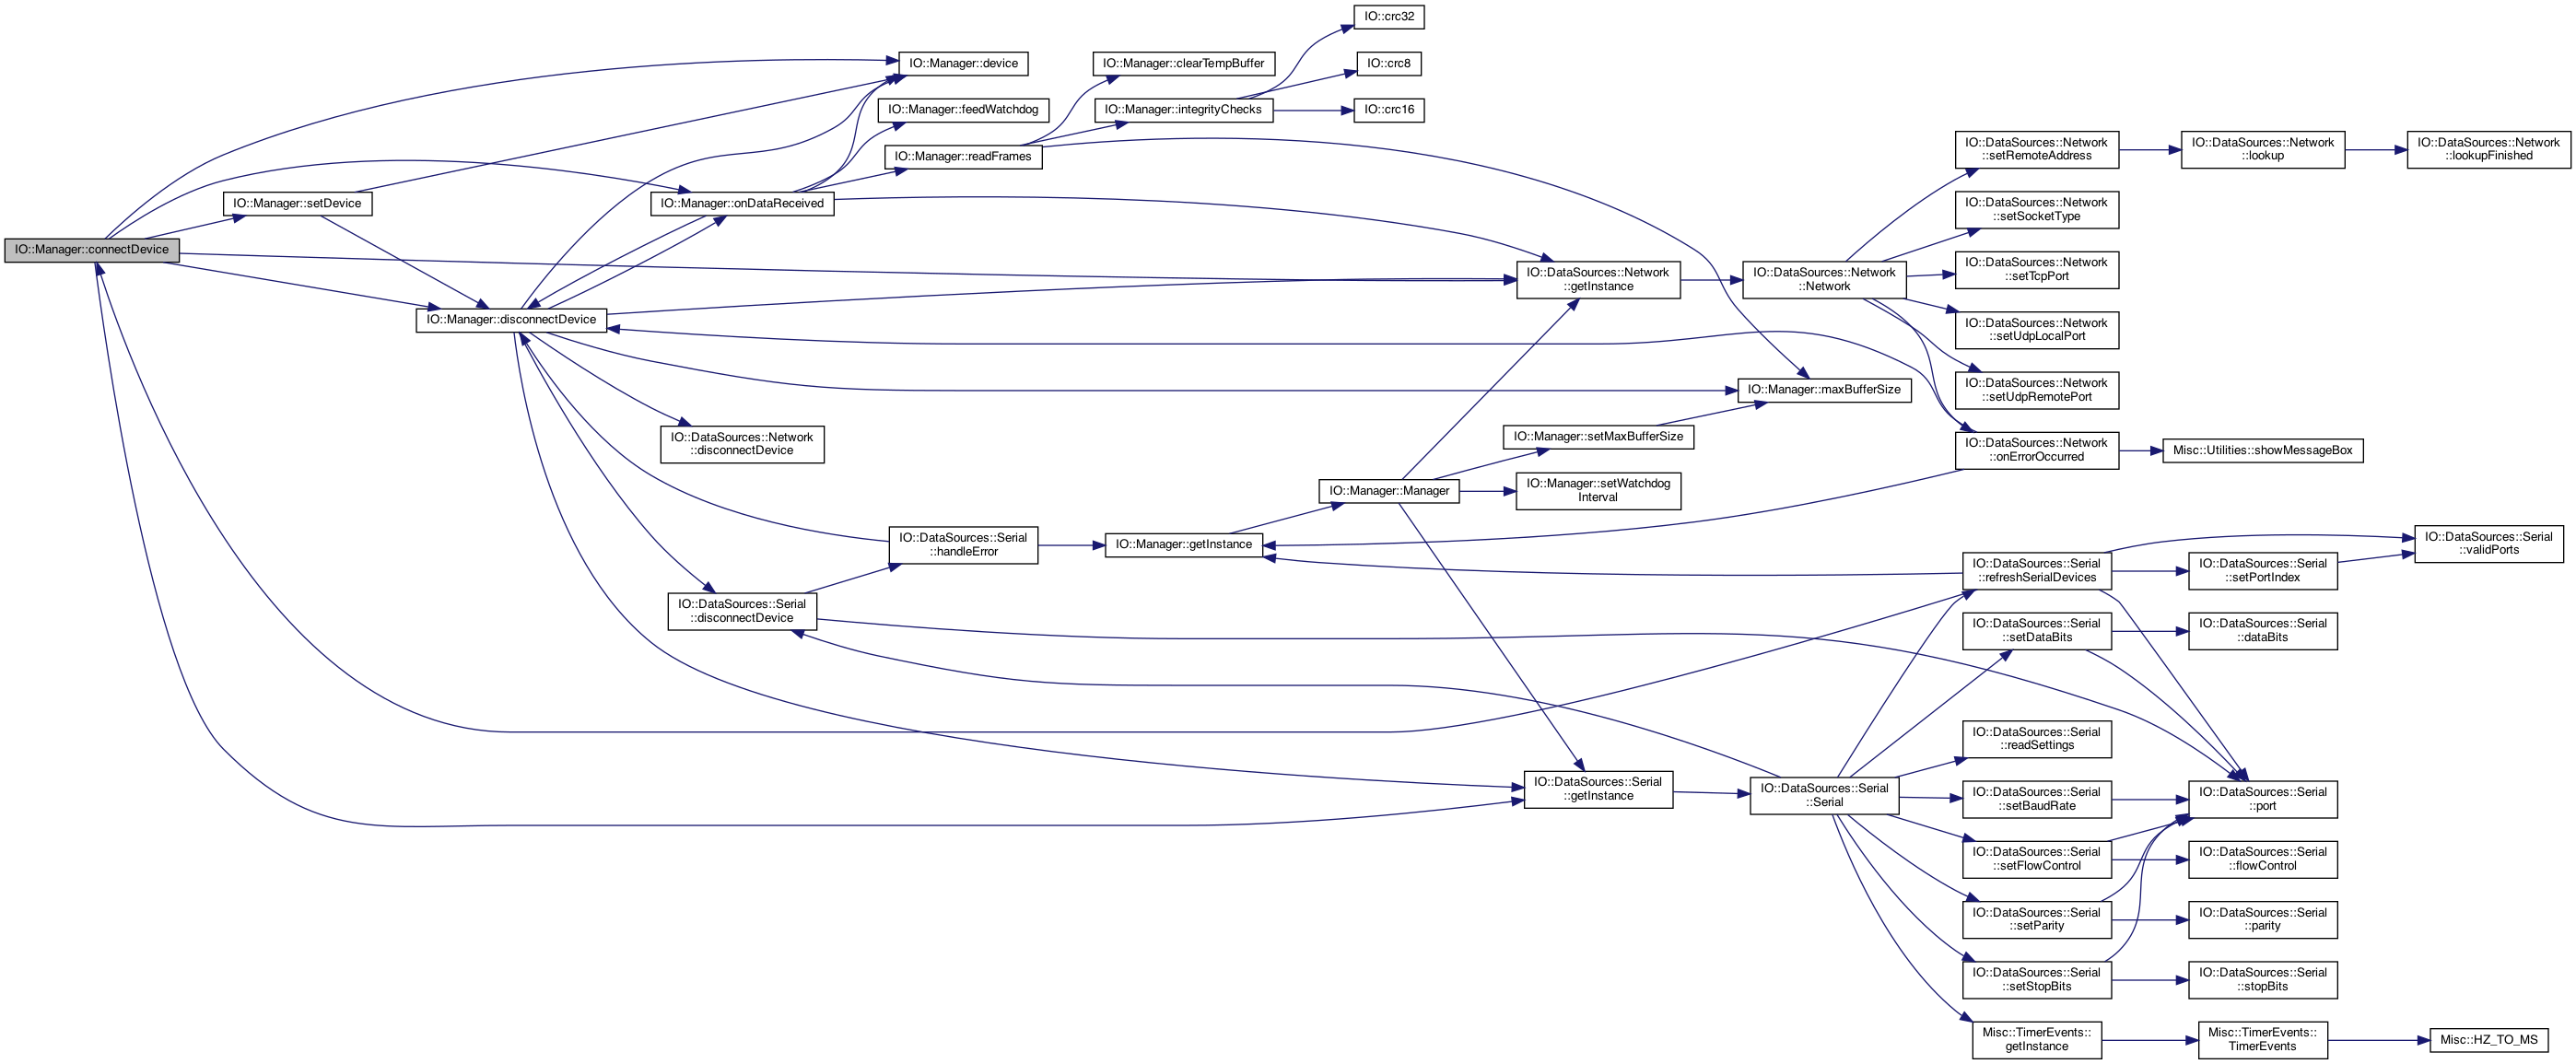 IO::crc32
IO::Manager::device
IO::Manager::clearTempBuffer
IO::crc8
IO::Manager::feedWatchdog
IO::Manager::integrityChecks
IO::crc16
IO::Manager::readFrames
IO::DataSources::Network
::setRemoteAddress
IO::DataSources::Network
::lookup
IO::DataSources::Network
::lookupFinished
IO::Manager::setDevice
IO::Manager::onDataReceived
IO::DataSources::Network
::setSocketType
IO::Manager::connectDevice
IO::DataSources::Network
::getInstance
IO::DataSources::Network
::Network
IO::DataSources::Network
::setTcpPort
IO::Manager::disconnectDevice
IO::DataSources::Network
::setUdpLocalPort
IO::Manager::maxBufferSize
IO::DataSources::Network
::setUdpRemotePort
IO::DataSources::Network
::disconnectDevice
IO::Manager::setMaxBufferSize
IO::DataSources::Network
::onErrorOccurred
Misc::Utilities::showMessageBox
IO::Manager::Manager
IO::Manager::setWatchdog
Interval
IO::DataSources::Serial
::handleError
IO::Manager::getInstance
IO::DataSources::Serial
::refreshSerialDevices
IO::DataSources::Serial
::setPortIndex
IO::DataSources::Serial
::validPorts
IO::DataSources::Serial
::disconnectDevice
IO::DataSources::Serial
::setDataBits
IO::DataSources::Serial
::dataBits
IO::DataSources::Serial
::readSettings
IO::DataSources::Serial
::getInstance
IO::DataSources::Serial
::Serial
IO::DataSources::Serial
::setBaudRate
IO::DataSources::Serial
::port
IO::DataSources::Serial
::setFlowControl
IO::DataSources::Serial
::flowControl
IO::DataSources::Serial
::setParity
IO::DataSources::Serial
::parity
IO::DataSources::Serial
::setStopBits
IO::DataSources::Serial
::stopBits
Misc::TimerEvents::
getInstance
Misc::TimerEvents::
TimerEvents
Misc::HZ_TO_MS